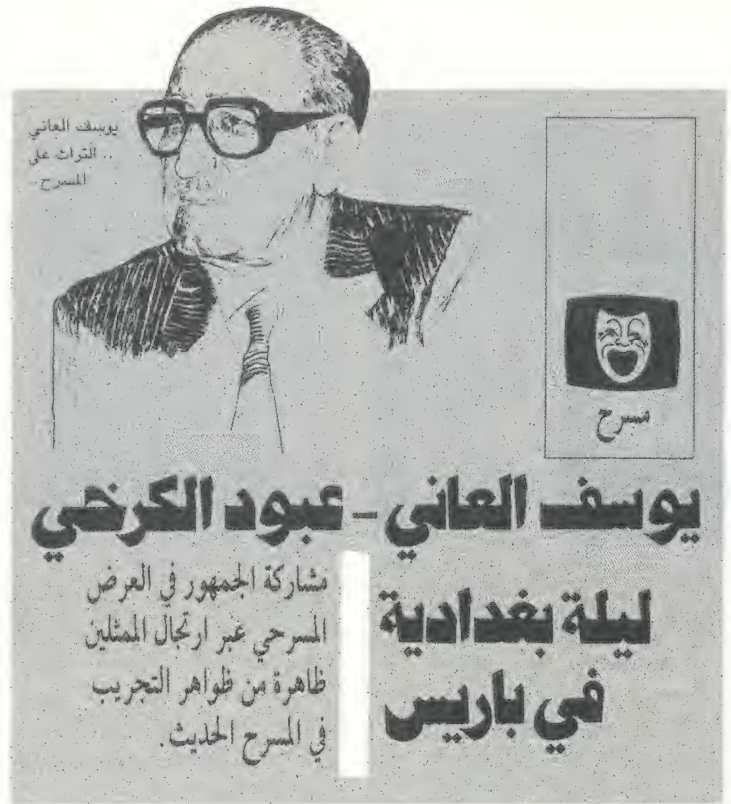 يوسف العاني
.. التراث على
المسرح
مسرح
يوسف العاني - عبود الكرخي
ليلة بغدادية
في باريس
مشاركة الجمهور في العرض
المسرحي عبر ارتجال الممثلين
ظاهرة من ظواهر التجريب
في المسرح الحديث.